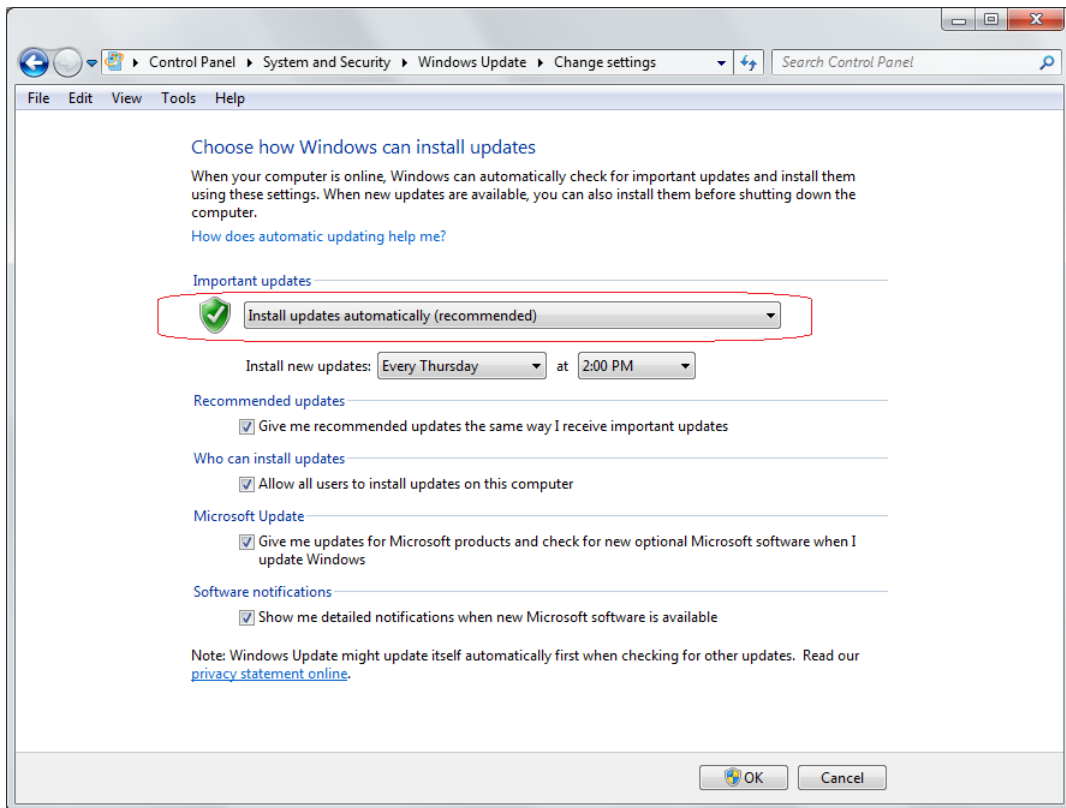 Control Panel ▸ System and Security ▸ Windows Update ▸ Change settings
Search Control Panel
File Edit View Tools Help
Choose how Windows can install updates
When your computer is online, Windows can automatically check for important updates and install them
using these settings. When new updates are available, you can also install them before shutting down the
computer.
How does automatic updating help me?
Important updates
Install updates automatically (recommended)
Install new updates: Every Thursday at 2:00 PM
Recommended updates
Give me recommended updates the same way I receive important updates
Who can install updates
Allow all users to install updates on this computer
Microsoft Update
Give me updates for Microsoft products and check for new optional Microsoft software when I
update Windows
Software notifications
Show me detailed notifications when new Microsoft software is available
Note: Windows Update might update itself automatically first when checking for other updates. Read our
privacy statement online.
OK Cancel